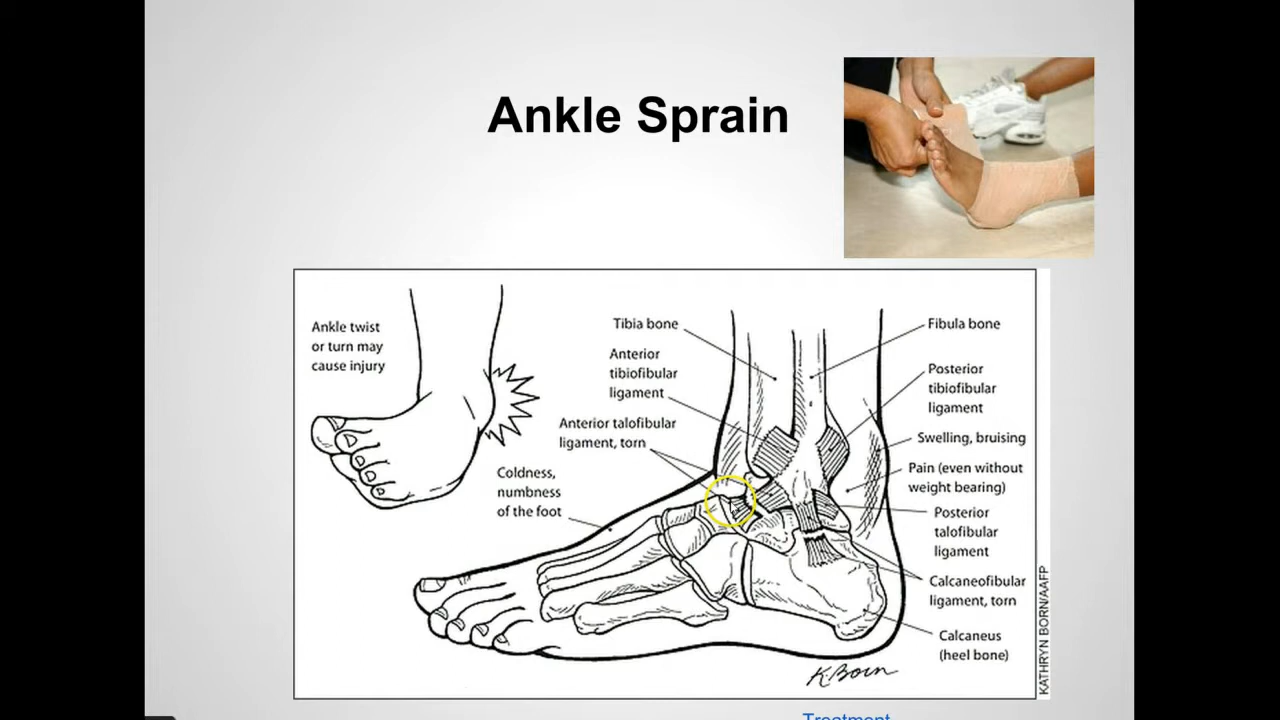 Ankle Sprain
Ankle twist
or turn may
cause injury
Tibia bone
Anterior
tibiofibular
ligament
Anterior talofibular
ligament, torn
Coldness,
numbness
of the foot
Fibula bone
Posterior
tibiofibular
ligament
Swelling, bruising
Pain (even without
weight bearing)
Posterior
talofibular
ligament
Calcaneofibular
ligament, torn
Calcaneus
(heel bone)
K.Born
KATHRYN BORN/AAFP
Treatment